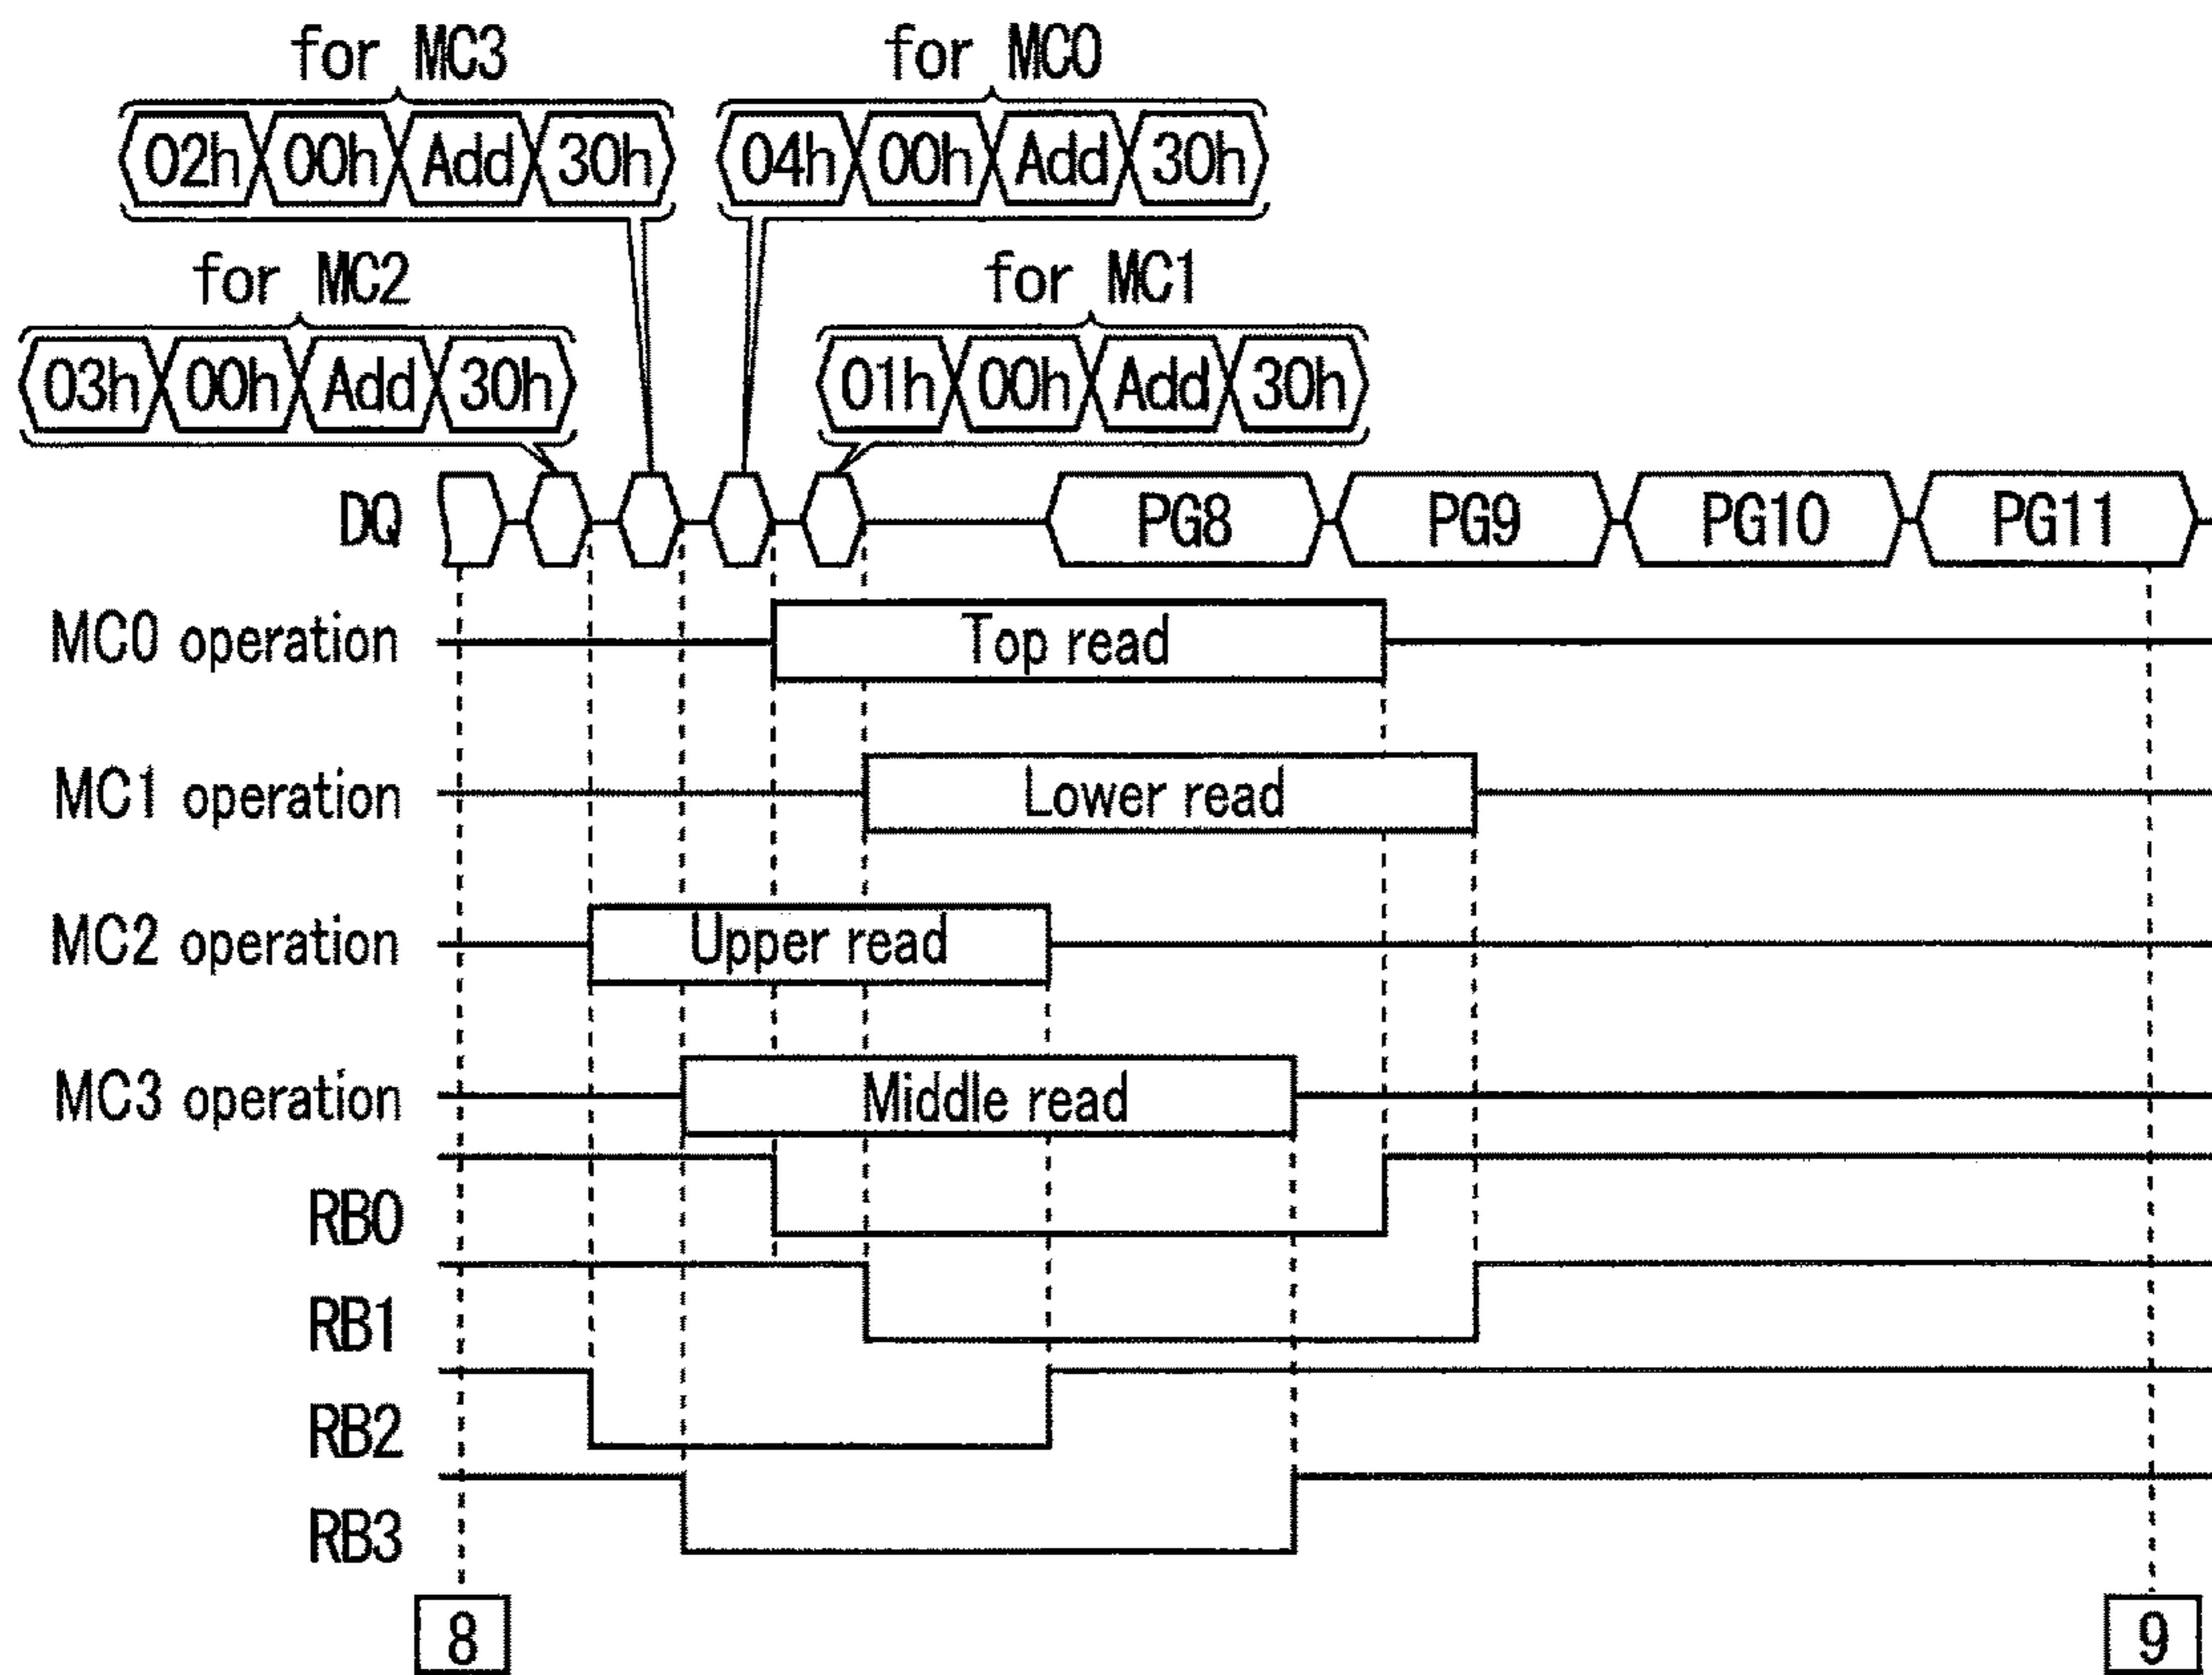 for MC3 for MC0
02h 00h Add 30h 04h 00h Add 30h
for MC2 for MC1
03h 00h Add 30h 01h 00h Add 30h
DQ PG8 PG9 PG10 PG11
MC0 operation Top read
MC1 operation Lower read
MC2 operation Upper read
MC3 operation Middle read
RB0
RB1
RB2
RB3
8 9